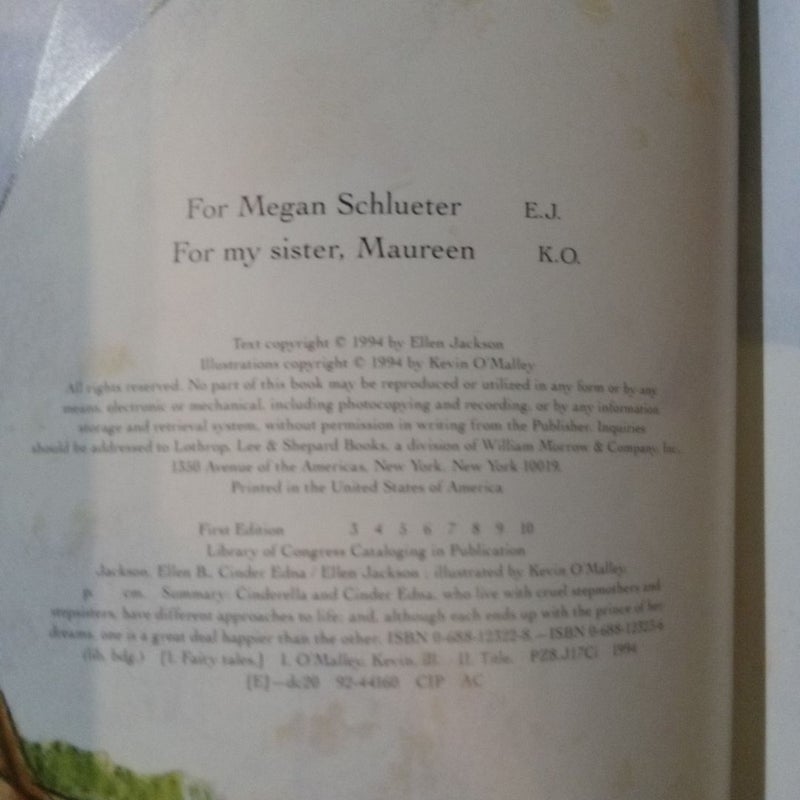 For Megan Schlueter E.J.
For my sister, Maureen K.O.
Text copyright © 1994 by Ellen Jackson
Illustrations copyright © 1994 by Kevin O'Malley
All rights reserved. No part of this book may be reproduced or utilized in any form or by any
means, electronic or mechanical, including photocopying and recording, or by any information
storage and retrieval system, without permission in writing from the Publisher. Inquiries
should be addressed to Lothrop, Lee & Shepard Books, a division of William Morrow & Company, Inc.,
1350 Avenue of the Americas, New York, New York 10019.
Printed in the United States of America
First Edition 3 4 5 6 7 8 9 10
Library of Congress Cataloging in Publication
Jackson, Ellen B. Cinder Edna / Ellen Jackson ; illustrated by Kevin O'Malley.
p. cm. Summary: Cinderella and Cinder Edna, who live with cruel stepmothers and
stepsisters, have different approaches to life; and, although each ends up with the prince of her
dreams, one is a great deal happier than the other. ISBN 0-688-12322-8. — ISBN 0-688-12323-6
(lib. bdg.) [1. Fairy tales.] I. O'Malley, Kevin, ill. II. Title. PZ8.J17Ci 1994
[E]—dc20 92-44160 CIP AC